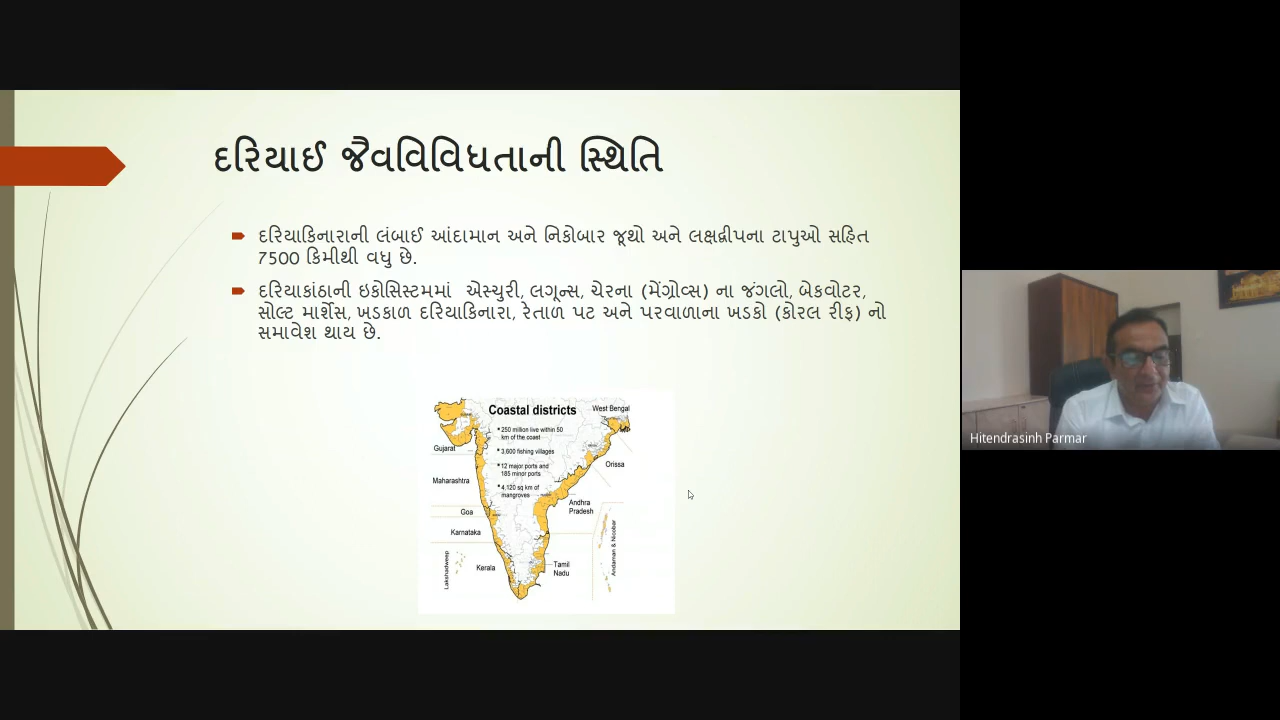 દરિયાઈ જૈવવિવિધતાની સ્થિતિ
દરિયાકિનારાની લંબાઈ આંદામાન અને નિકોબાર જૂથો અને લક્ષદ્વીપના ટાપુઓ સહિત
7500 કિમીથી વધુ છે.
દરિયાકાંઠાની ઇકોસિસ્ટમમાં એસ્ચુરી, લગૂન્સ, ચેરના (મેંગ્રોવ્સ) ના જંગલો, બેકવોટર,
સોલ્ટ માર્શેસ, ખડકાળ દરિયાકિનારા, રેતાળ પટ અને પરવાળાના ખડકો (કોરલ રીફ) નો
સમાવેશ થાય છે.
Coastal districts
West Bengal
* 250 million live within 50
km of the coast
* 3,600 fishing villages
* 12 major ports and
185 minor ports
* 4,120 sq km of
mangroves
Gujarat
Maharashtra
Goa
Karnataka
Kerala
Lakshadweep
Orissa
Andhra
Pradesh
Tamil
Nadu
Andaman & Nicobar
Hitendrasinh Parmar